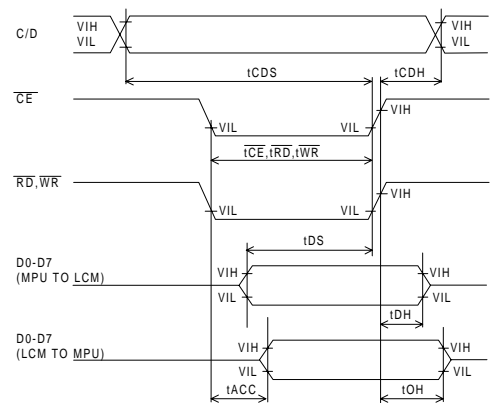 C/D
VIH
VIL
tCDS
tCDH
CE
VIH
VIL
VIL
tCE,tRD,tWR
RD,WR
VIH
VIL
VIL
tDS
D0-D7
(MPU TO LCM)
VIH
VIL
VIH
VIL
tDH
D0-D7
(LCM TO MPU)
VIH
VIL
VIH
VIL
tACC
tOH